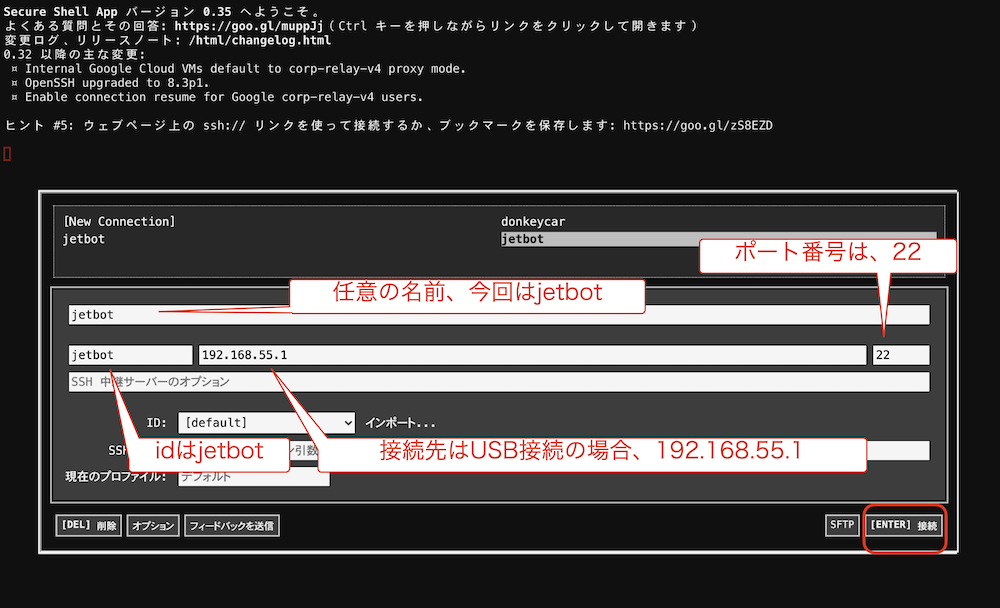 Secure Shell App バージョン 0.35 へようこそ。
よくある質問とその回答: https://goo.gl/muppJj (Ctrl キーを押しながらリンクをクリックして開きます)
変更ログ、リリースノート: /html/changelog.html
0.32 以降の主な変更:
¤ Internal Google Cloud VMs default to corp-relay-v4 proxy mode.
¤ OpenSSH upgraded to 8.3p1.
¤ Enable connection resume for Google corp-relay-v4 users.
ヒント #5: ウェブページ上の ssh:// リンクを使って接続するか、ブックマークを保存します: https://goo.gl/zS8EZD
[New Connection] donkeycar
jetbot jetbot
ポート番号は、22
任意の名前、今回はjetbot
jetbot
jetbot 192.168.55.1 22
SSH 中継サーバーのオプション
ID: [default] インポート...
idはjetbot
接続先はUSB接続の場合、192.168.55.1
SSH ン引数
現在のプロファイル: デフォルト
[DEL] 削除 オプション フィードバックを送信 SFTP [ENTER] 接続